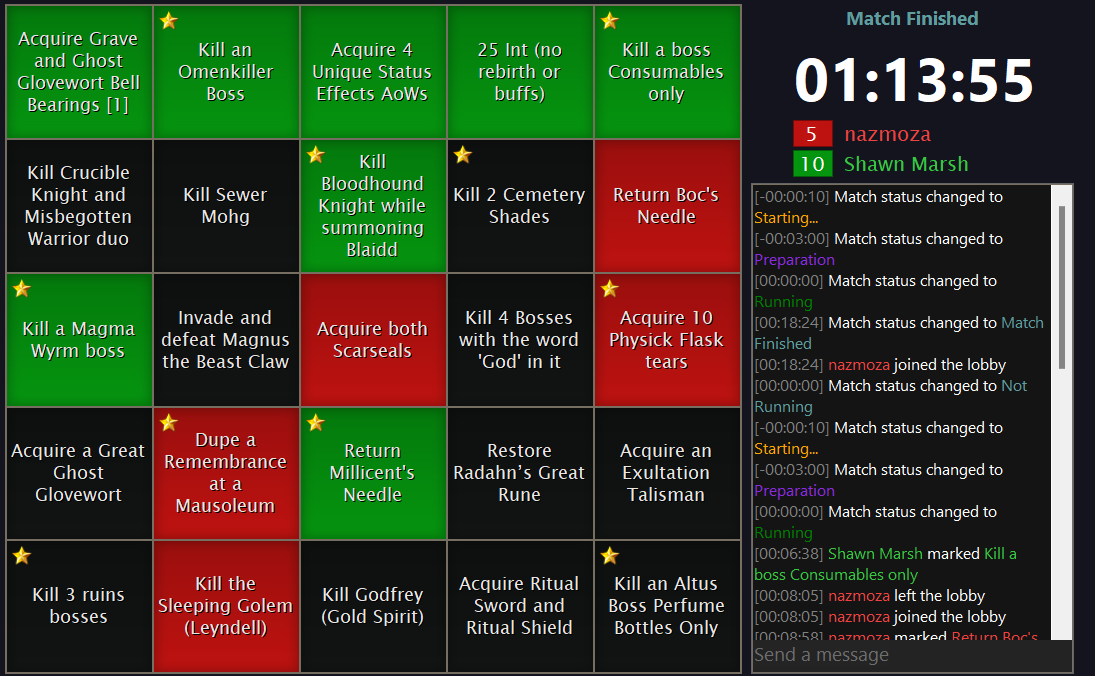 Acquire Grave
and Ghost
Glovewort Bell
Bearings [1]
Kill an
Omenkiller
Boss
Acquire 4
Unique Status
Effects AoWs
25 Int (no
rebirth or
buffs)
Kill a boss
Consumables
only
Kill Crucible
Knight and
Misbegotten
Warrior duo
Kill Sewer
Mohg
Kill
Bloodhound
Knight while
summoning
Blaidd
Kill 2 Cemetery
Shades
Return Boc's
Needle
Kill a Magma
Wyrm boss
Invade and
defeat Magnus
the Beast Claw
Acquire both
Scarseals
Kill 4 Bosses
with the word
'God' in it
Acquire 10
Physick Flask
tears
Acquire a Great
Ghost
Glovewort
Dupe a
Remembrance
at a
Mausoleum
Return
Millicent's
Needle
Restore
Radahn’s Great
Rune
Acquire an
Exultation
Talisman
Kill 3 ruins
bosses
Kill the
Sleeping Golem
(Leyndell)
Kill Godfrey
(Gold Spirit)
Acquire Ritual
Sword and
Ritual Shield
Kill an Altus
Boss Perfume
Bottles Only
Match Finished
01:13:55
5 nazmoza
10 Shawn Marsh
[-00:00:10] Match status changed to
Starting...
[-00:03:00] Match status changed to
Preparation
[00:00:00] Match status changed to
Running
[00:18:24] Match status changed to Match
Finished
[00:18:24] nazmoza joined the lobby
[00:00:00] Match status changed to Not
Running
[-00:00:10] Match status changed to
Starting...
[-00:03:00] Match status changed to
Preparation
[00:00:00] Match status changed to
Running
[00:06:38] Shawn Marsh marked Kill a
boss Consumables only
[00:08:05] nazmoza left the lobby
[00:08:05] nazmoza joined the lobby
[00:08:58] nazmoza marked Return Boc's
Send a message